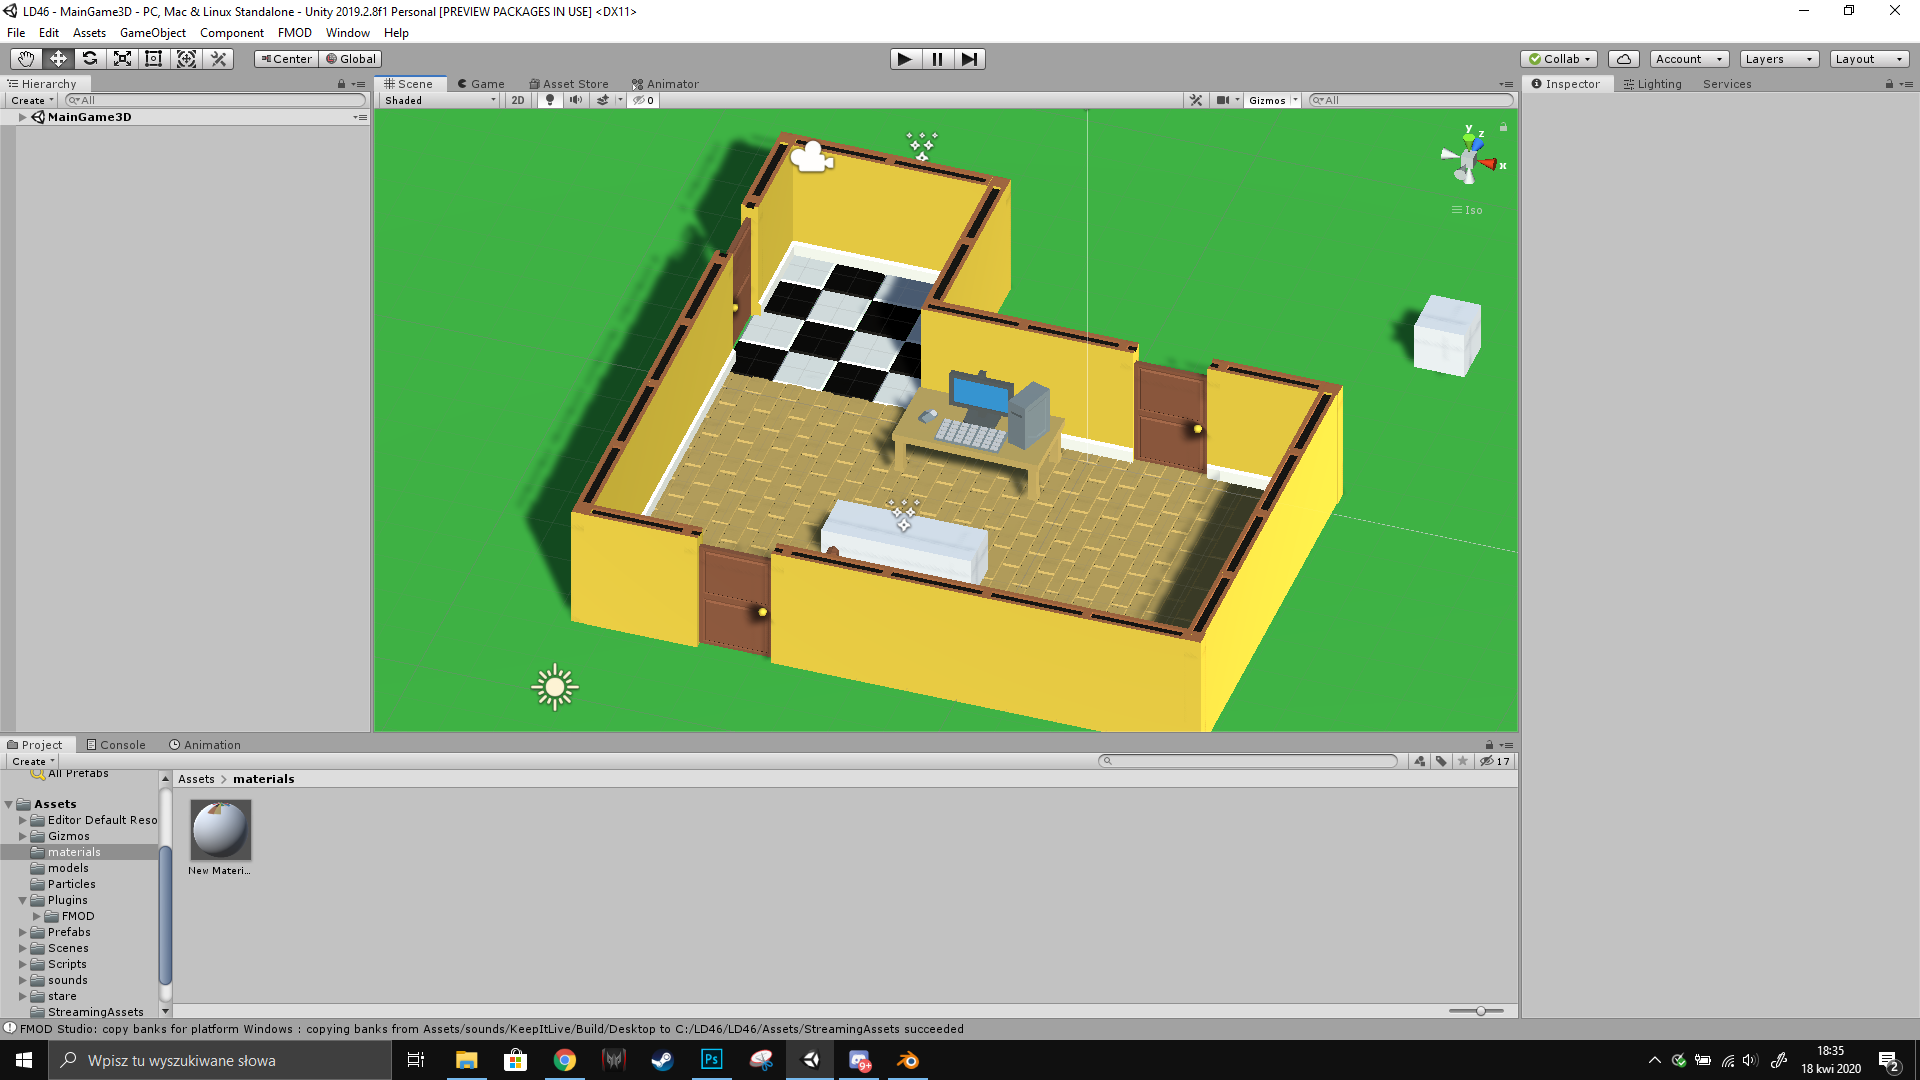 LD46 - MainGame3D - PC, Mac & Linux Standalone - Unity 2019.2.8f1 Personal [PREVIEW PACKAGES IN USE] <DX11>
File Edit Assets GameObject Component FMOD Window Help
Center Global Collab Account Layers Layout
Hierarchy
Create All
MainGame3D
Scene Game Asset Store Animator
Shaded 2D 0 Gizmos All
y z x
Iso
Inspector Lighting Services
Project Console Animation
Create 17
All Prefabs
Assets
Editor Default Reso
Gizmos
materials
models
Particles
Plugins
FMOD
Prefabs
Scenes
Scripts
sounds
stare
StreamingAssets
Assets > materials
New Materi...
FMOD Studio: copy banks for platform Windows : copying banks from Assets/sounds/KeepItLive/Build/Desktop to C:/LD46/LD46/Assets/StreamingAssets succeeded
Wpisz tu wyszukiwane słowa
Ps
9+
18:35
18 kwi 2020
2